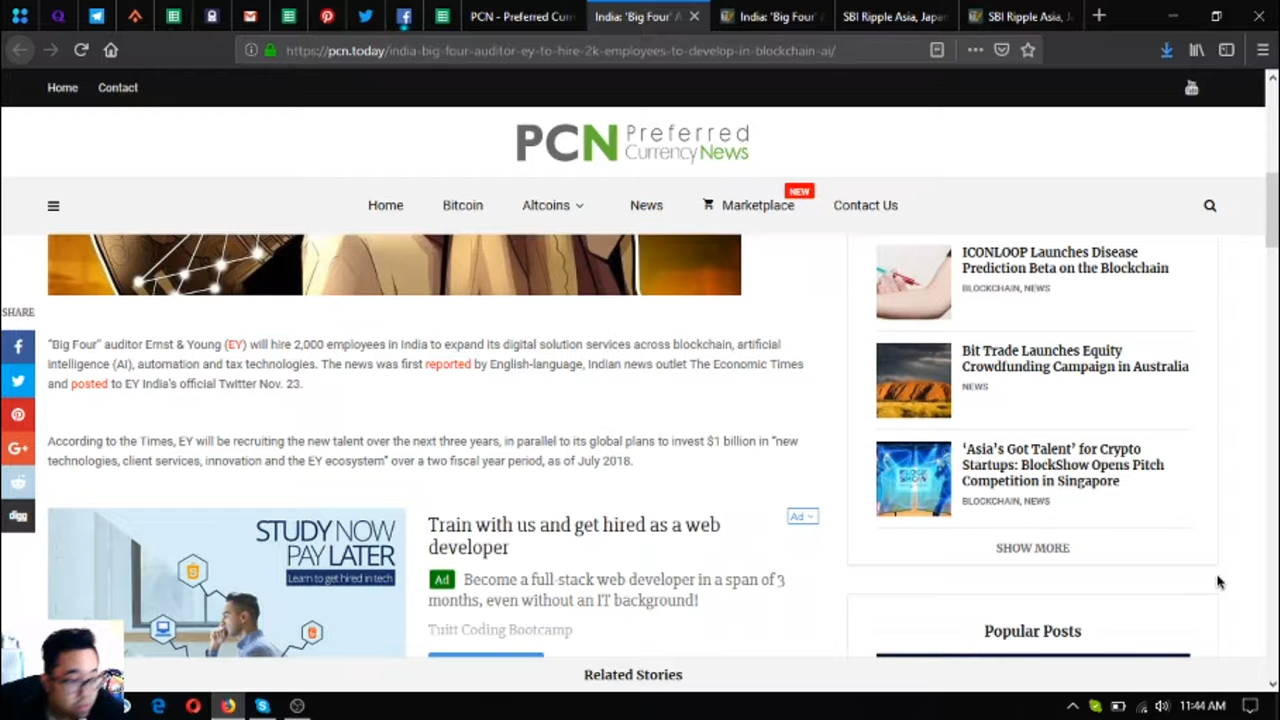 PCN - Preferred Curr
India: 'Big Four' A
India: 'Big Four' A
SBI Ripple Asia, Japan
SBI Ripple Asia, J
https://pcn.today/india-big-four-auditor-ey-to-hire-2k-employees-to-develop-in-blockchain-ai/
Home Contact
PCN Preferred
Currency News
NEW
Home Bitcoin Altcoins News Marketplace Contact Us
SHARE
"Big Four" auditor Ernst & Young (EY) will hire 2,000 employees in India to expand its digital solution services across blockchain, artificial
intelligence (AI), automation and tax technologies. The news was first reported by English-language, Indian news outlet The Economic Times
and posted to EY India's official Twitter Nov. 23.
According to the Times, EY will be recruiting the new talent over the next three years, in parallel to its global plans to invest $1 billion in "new
technologies, client services, innovation and the EY ecosystem" over a two fiscal year period, as of July 2018.
digg
STUDY NOW
PAY LATER
Learn to get hired in tech
Train with us and get hired as a web
developer
Ad
Ad Become a full-stack web developer in a span of 3
months, even without an IT background!
Tuitt Coding Bootcamp
Related Stories
ICONLOOP Launches Disease
Prediction Beta on the Blockchain
BLOCKCHAIN, NEWS
Bit Trade Launches Equity
Crowdfunding Campaign in Australia
NEWS
'Asia's Got Talent' for Crypto
Startups: BlockShow Opens Pitch
Competition in Singapore
BLOCKCHAIN, NEWS
SHOW MORE
Popular Posts
11:44 AM